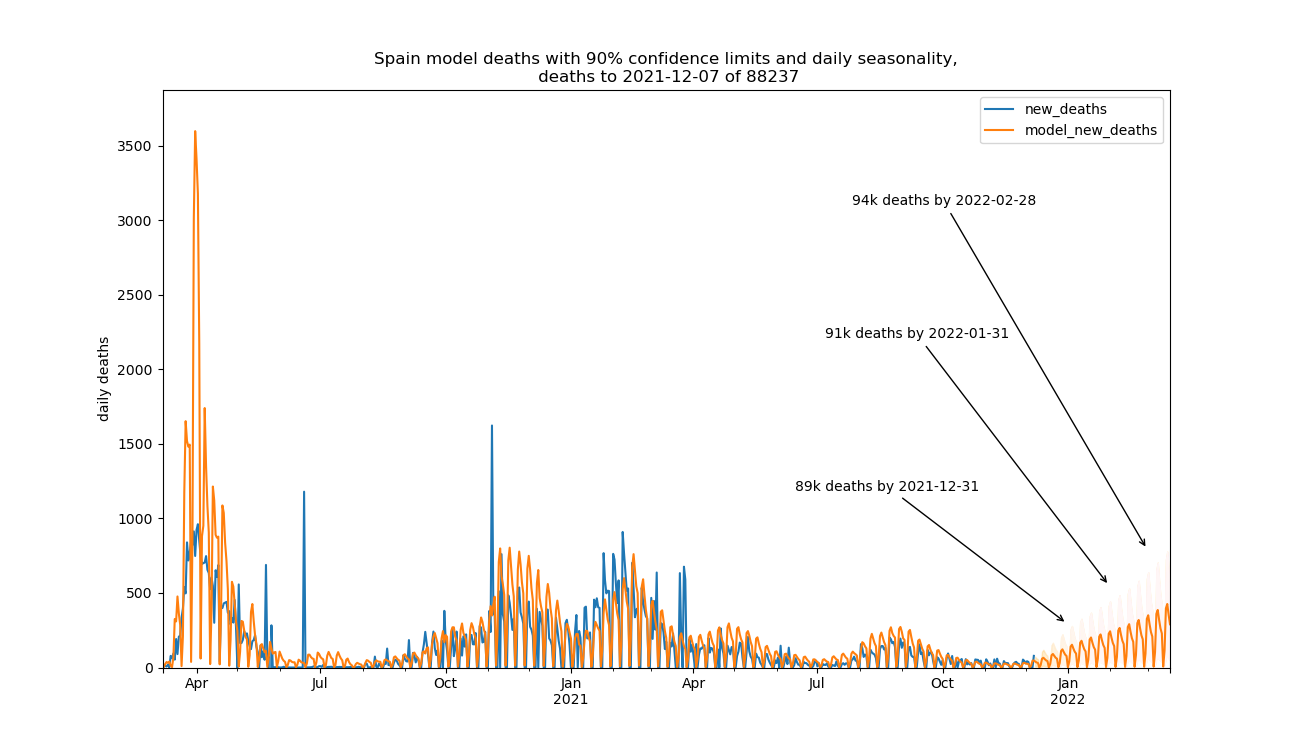 Spain model deaths with 90% confidence limits and daily seasonality,
deaths to 2021-12-07 of 88237
new_deaths
model_new_deaths
94k deaths by 2022-02-28
91k deaths by 2022-01-31
89k deaths by 2021-12-31
daily deaths
3500
3000
2500
2000
1500
1000
500
0
Apr Jul Oct Jan Apr Jul Oct Jan
2021 2022